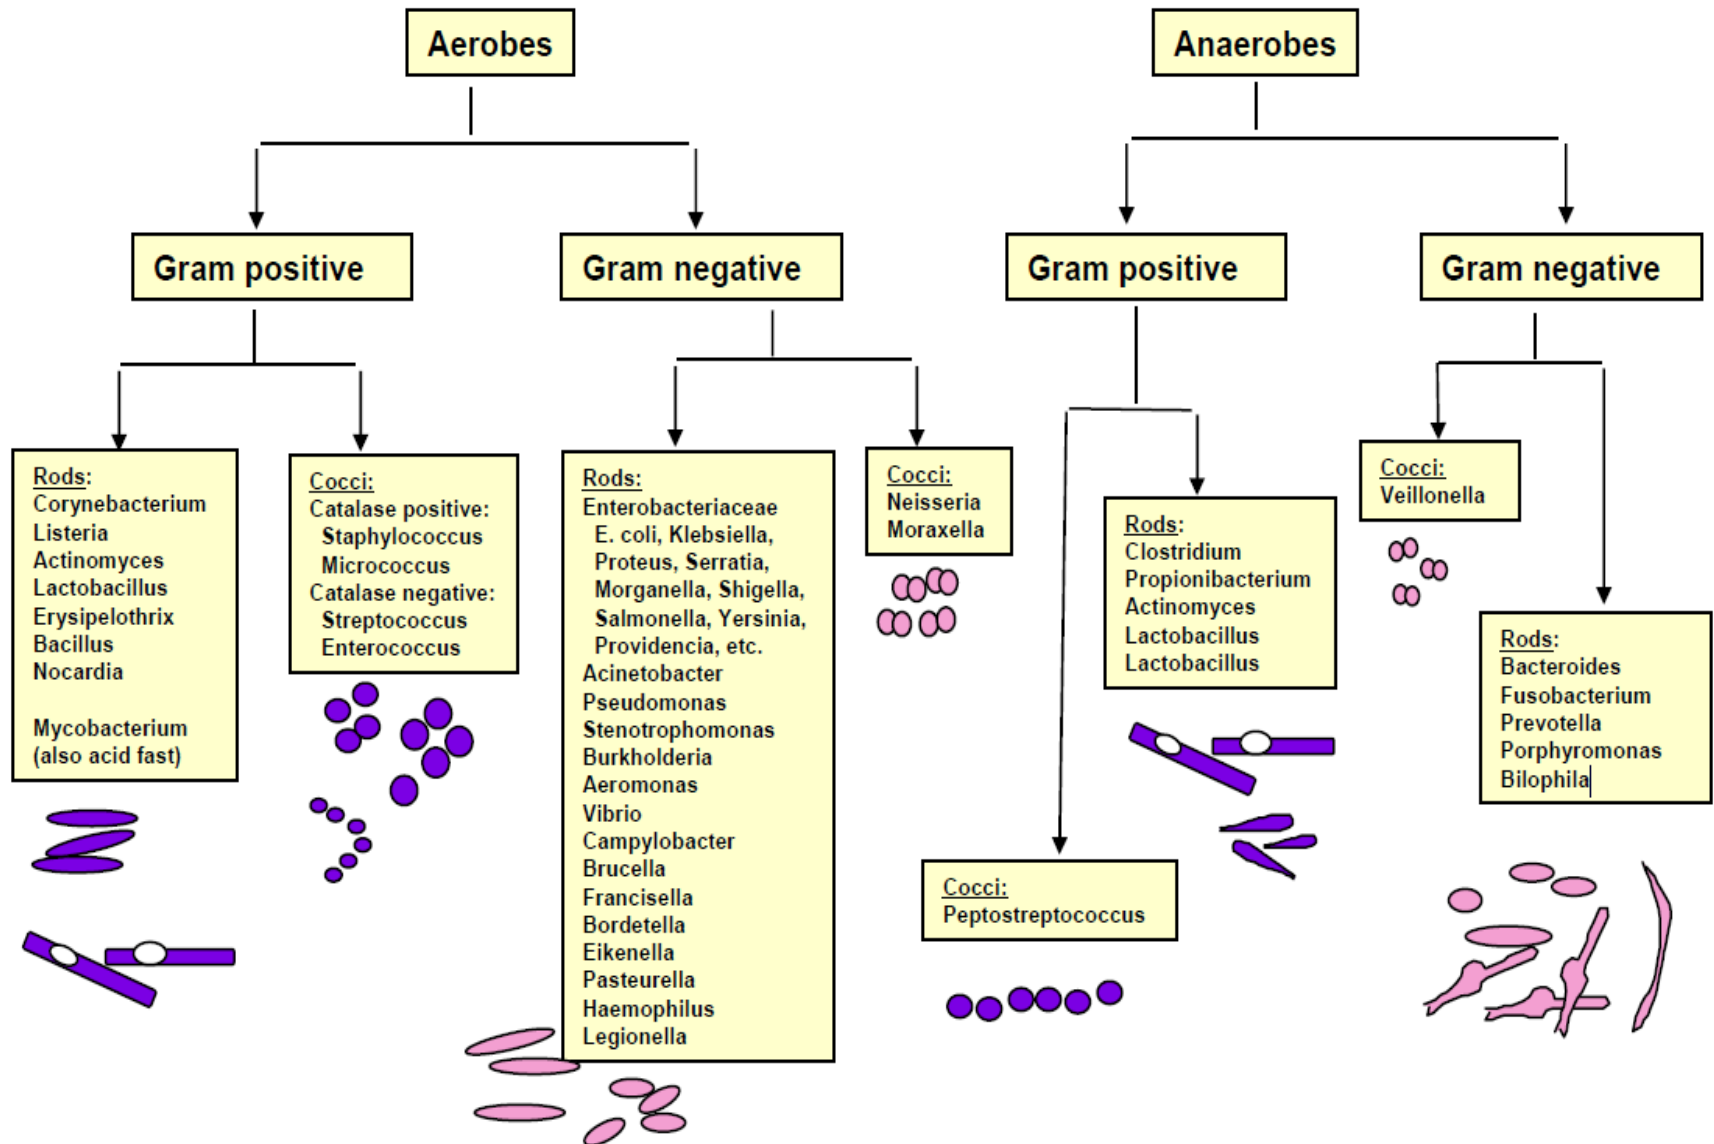 Aerobes
Anaerobes
Gram positive
Gram negative
Gram positive
Gram negative
Rods:
Corynebacterium
Listeria
Actinomyces
Lactobacillus
Erysipelothrix
Bacillus
Nocardia
Mycobacterium
(also acid fast)
Cocci:
Catalase positive:
Staphylococcus
Micrococcus
Catalase negative:
Streptococcus
Enterococcus
Rods:
Enterobacteriaceae
E. coli, Klebsiella,
Proteus, Serratia,
Morganella, Shigella,
Salmonella, Yersinia,
Providencia, etc.
Acinetobacter
Pseudomonas
Stenotrophomonas
Burkholderia
Aeromonas
Vibrio
Campylobacter
Brucella
Francisella
Bordetella
Eikenella
Pasteurella
Haemophilus
Legionella
Cocci:
Neisseria
Moraxella
Cocci:
Peptostreptococcus
Rods:
Clostridium
Propionibacterium
Actinomyces
Lactobacillus
Lactobacillus
Cocci:
Veillonella
Rods:
Bacteroides
Fusobacterium
Prevotella
Porphyromonas
Bilophila